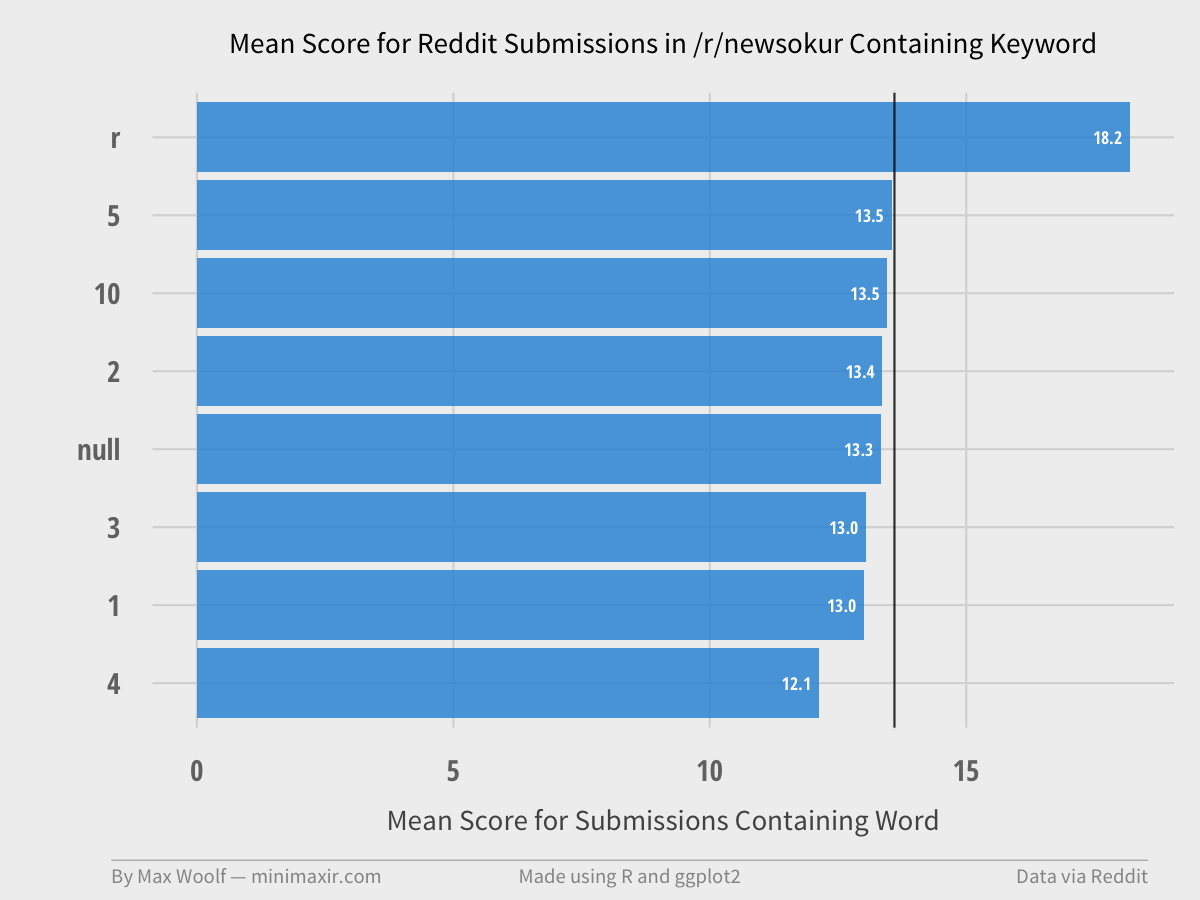 Mean Score for Reddit Submissions in /r/newsokur Containing Keyword
r 18.2
5 13.5
10 13.5
2 13.4
null 13.3
3 13.0
1 13.0
4 12.1
0 5 10 15
Mean Score for Submissions Containing Word
By Max Woolf — minimaxir.com Made using R and ggplot2 Data via Reddit